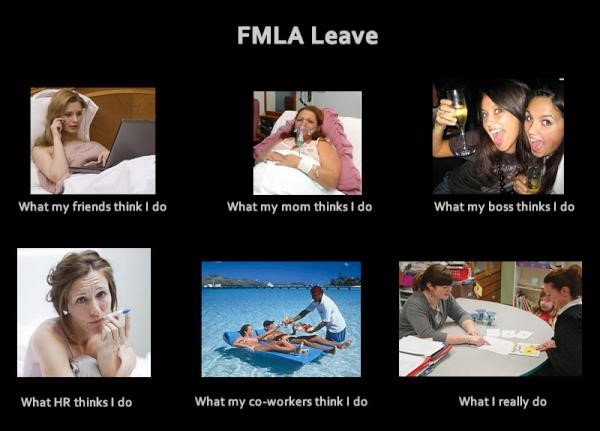 FMLA Leave
What my friends think I do
What my mom thinks I do
What my boss thinks I do
What HR thinks I do
What my co-workers think I do
What I really do